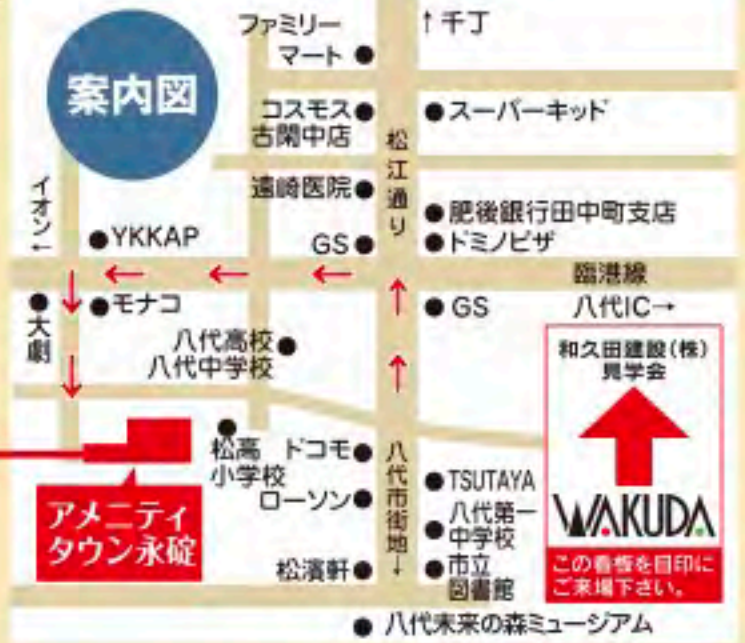 案内図
ファミリー
マート
↑千丁
コスモス
古閑中店
スーパーキッド
松江通り
遠崎医院
肥後銀行田中町支店
ドミノピザ
イオン←
YKKAP
GS
臨港線
大劇
モナコ
GS
八代IC→
八代高校
八代中学校
和久田建設(株)
見学会
WAKUDA
この看板を目印に
ご来場下さい。
松高
小学校
ドコモ
ローソン
八代市街地→
TSUTAYA
八代第一
中学校
市立
図書館
アメニティ
タウン永碇
松濱軒
八代未来の森ミュージアム